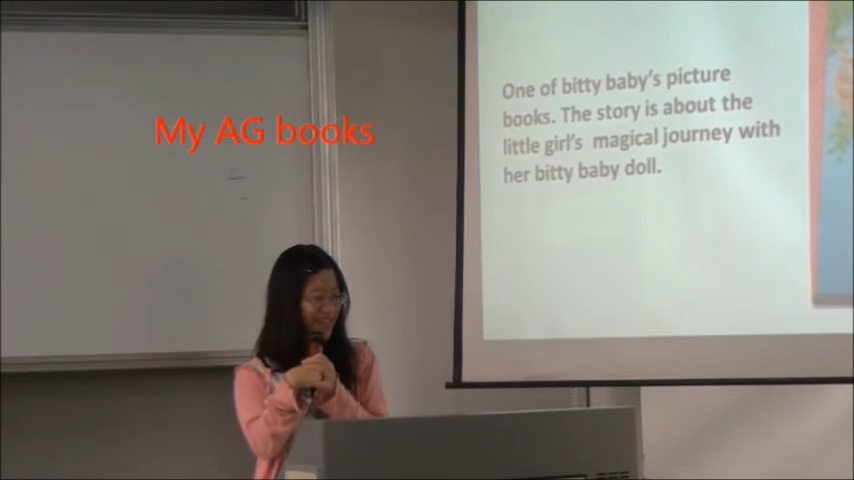 My AG books
One of bitty baby's picture
books. The story is about the
little girl's magical journey with
her bitty baby doll.